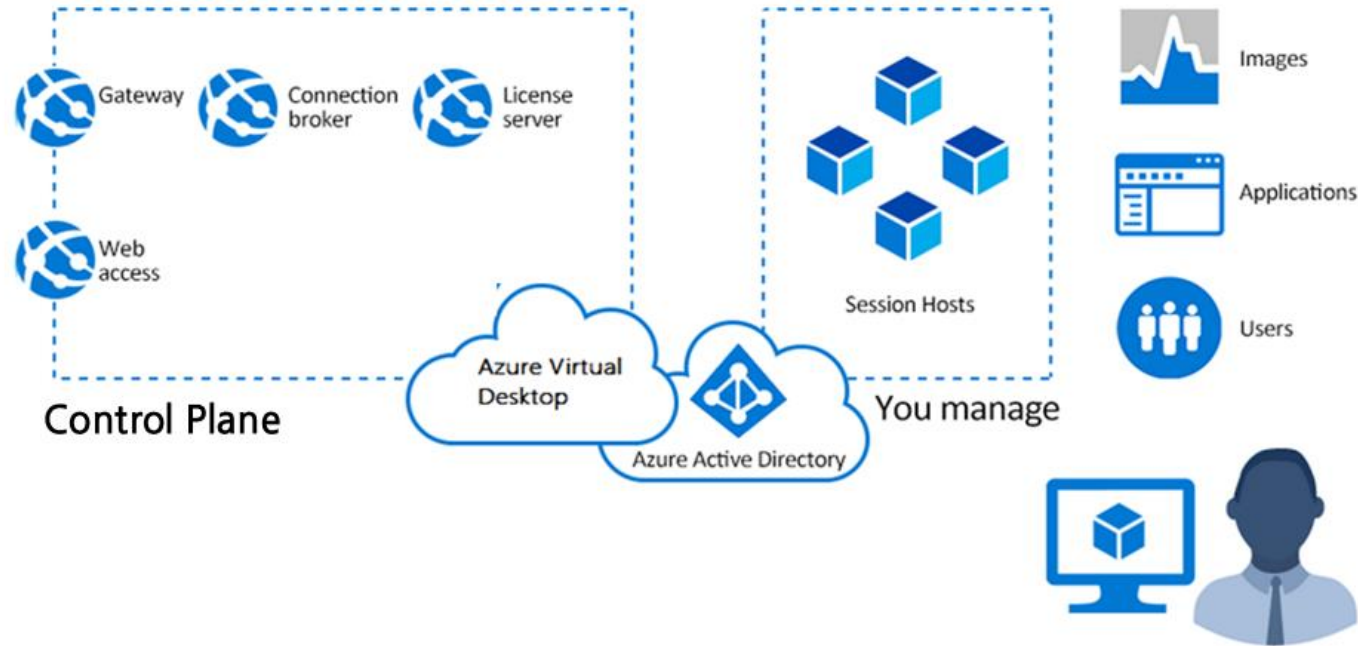 Gateway
Connection
broker
License
server
Web
access
Azure Virtual
Desktop
Control Plane
Azure Active Directory
Session Hosts
You manage
Images
Applications
Users